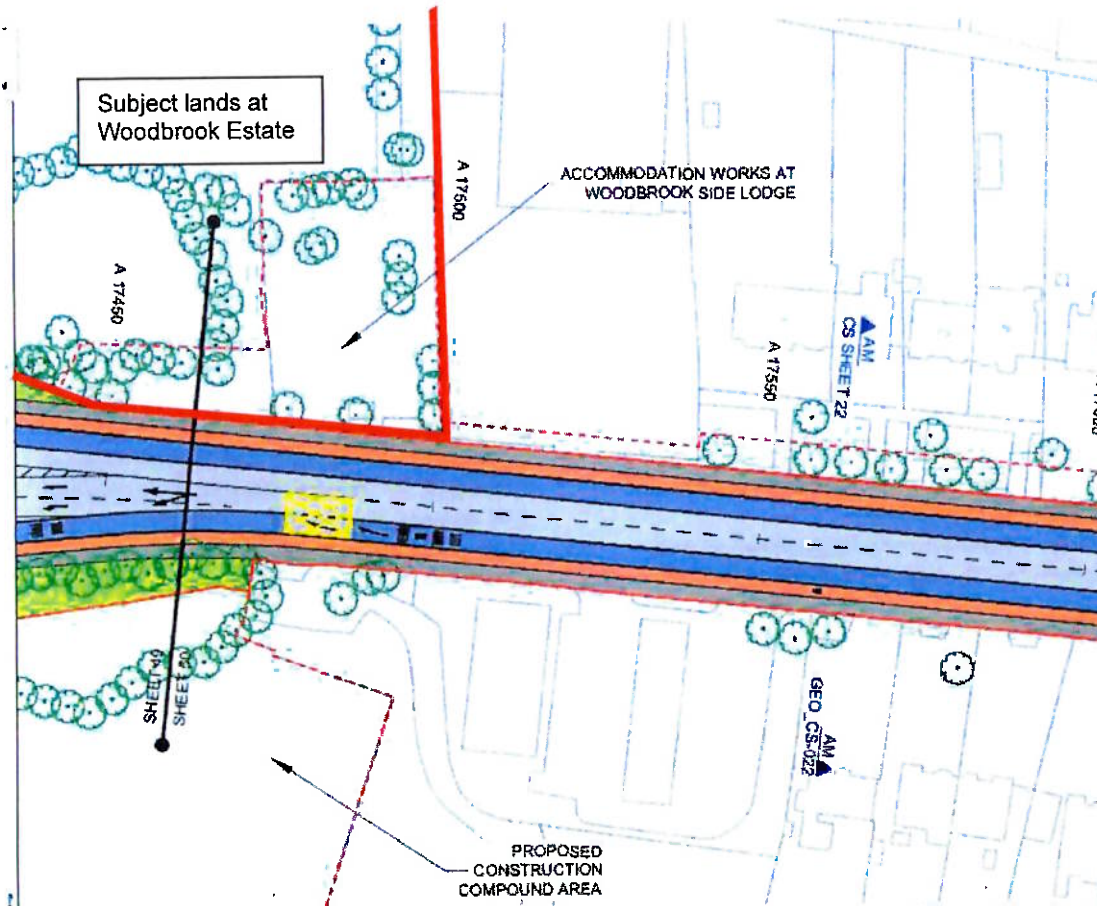 Subject lands at
Woodbrook Estate
ACCOMMODATION WORKS AT
WOODBROOK SIDE LODGE
A 17500
A 17450
AM
CS SHEET 22
A 17550
SHEET 49
SHEET 50
AM
GEO_CS-022
PROPOSED
CONSTRUCTION
COMPOUND AREA